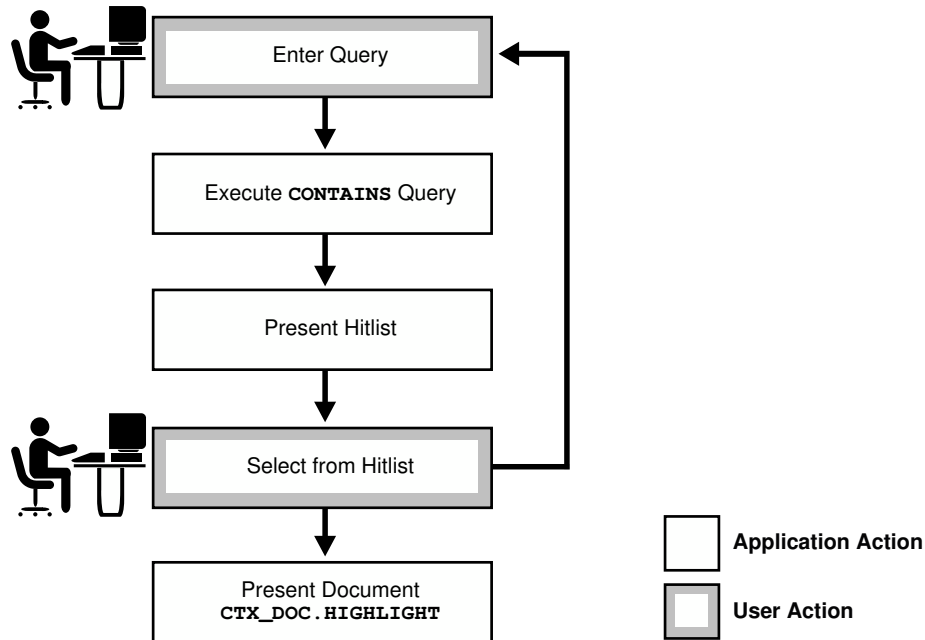 Enter Query
Execute CONTAINS Query
Present Hitlist
Select from Hitlist
Present Document
CTX_DOC.HIGHLIGHT
Application Action
User Action